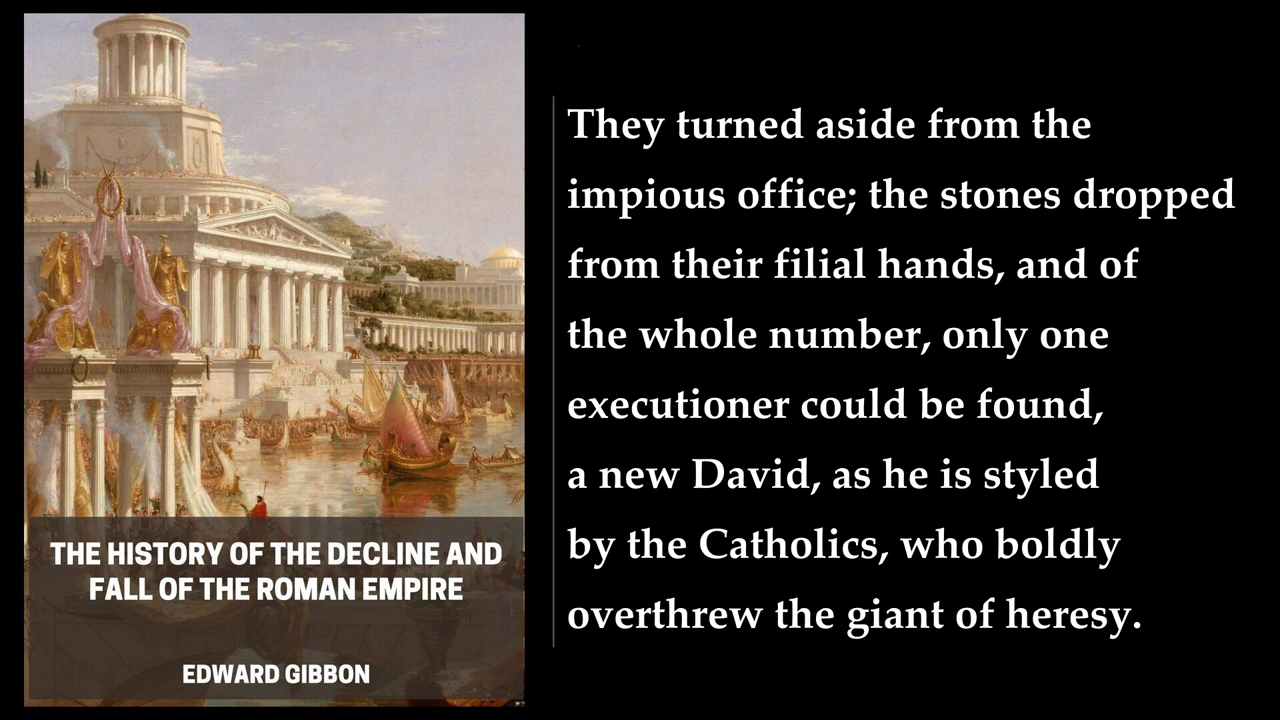 THE HISTORY OF THE DECLINE AND
FALL OF THE ROMAN EMPIRE
EDWARD GIBBON
They turned aside from the
impious office; the stones dropped
from their filial hands, and of
the whole number, only one
executioner could be found,
a new David, as he is styled
by the Catholics, who boldly
overthrew the giant of heresy.